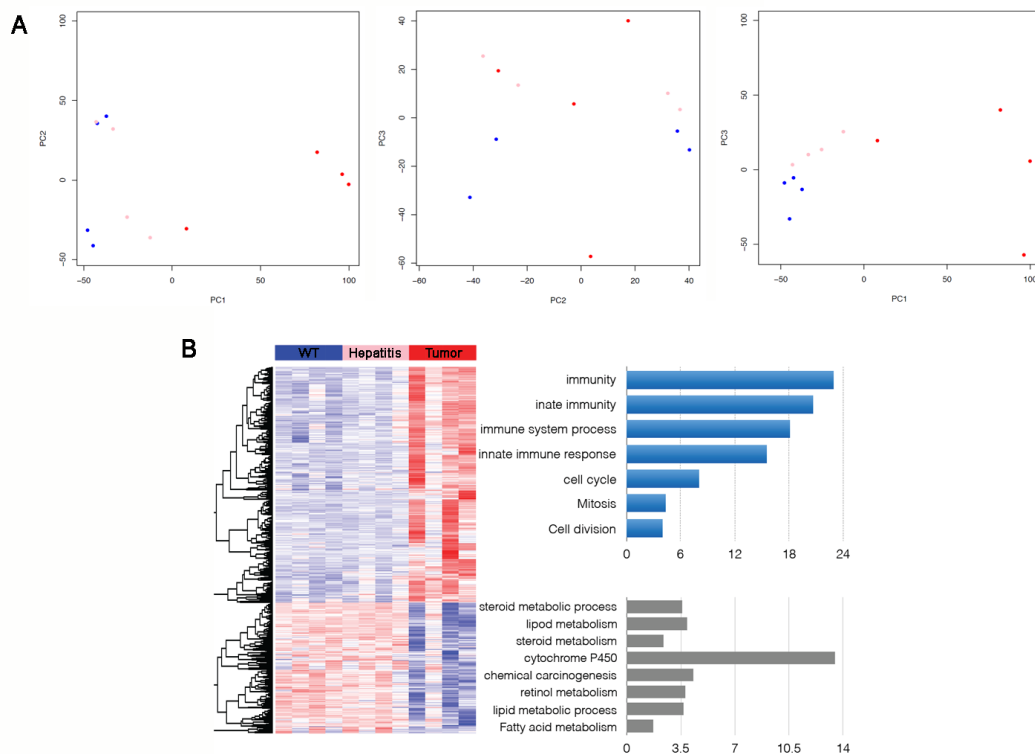 A
100
50
0
-50
PC2
-50
0
50
100
PC1
40
20
0
-20
-40
-60
PC3
-60
-40
-20
0
20
40
PC2
100
50
0
-50
PC3
-50
0
50
100
PC1
B
WT Hepatitis Tumor
immunity
inate immunity
immune system process
innate immune response
cell cycle
Mitosis
Cell division
0 6 12 18 24
steroid metabolic process
lipod metabolism
steroid metabolism
cytochrome P450
chemical carcinogenesis
retinol metabolism
lipid metabolic process
Fatty acid metabolism
0 3.5 7 10.5 14